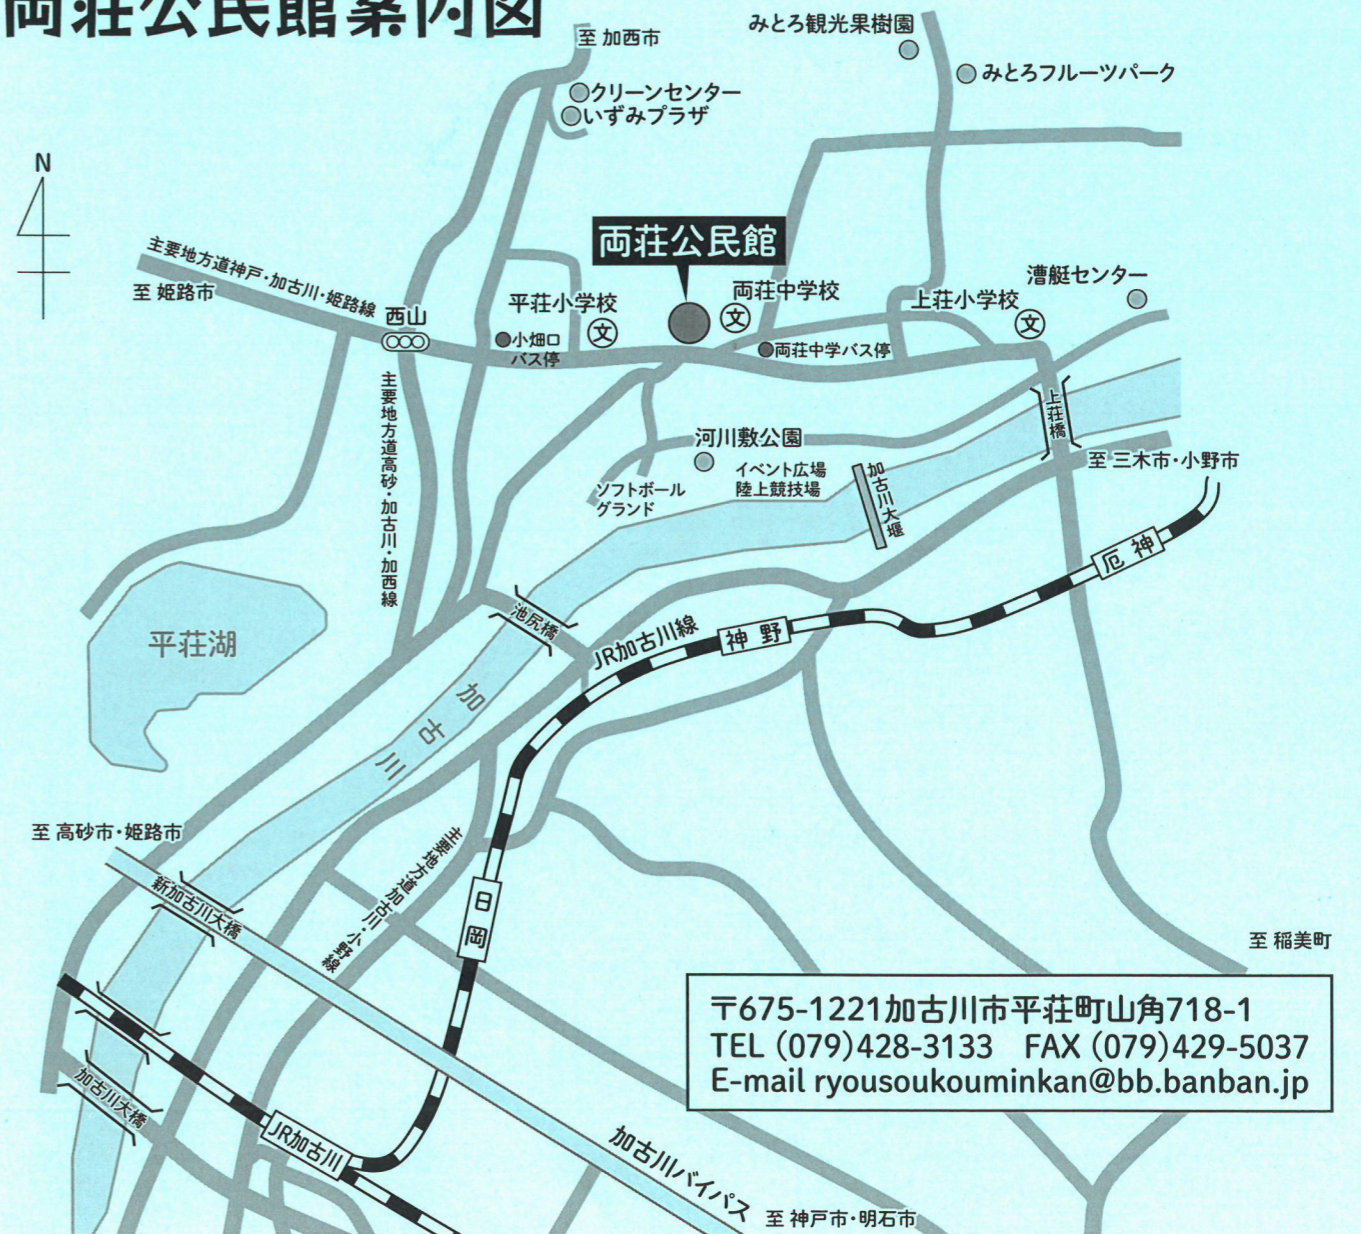 両荘公民館案内図
至 加西市
みとろ観光果樹園
みとろフルーツパーク
クリーンセンター
いずみプラザ
N
両荘公民館
主要地方道神戸・加古川・姫路線
至 姫路市
西山
平荘小学校
文
小畑口
バス停
両荘中学校
文
両荘中学バス停
上荘小学校
文
漕艇センター
主要地方道高砂・加古川・加西線
上荘橋
河川敷公園
イベント広場
陸上競技場
ソフトボール
グランド
加古川大堰
至 三木市・小野市
厄神
池尻橋
JR加古川線
神野
平荘湖
加古川
至 高砂市・姫路市
新加古川大橋
主要地方道加古川・小野線
日岡
至 稲美町
〒675-1221加古川市平荘町山角718-1
TEL (079)428-3133 FAX (079)429-5037
E-mail ryousoukouminkan@bb.banban.jp
加古川大橋
JR加古川
加古川バイパス
至 神戸市・明石市